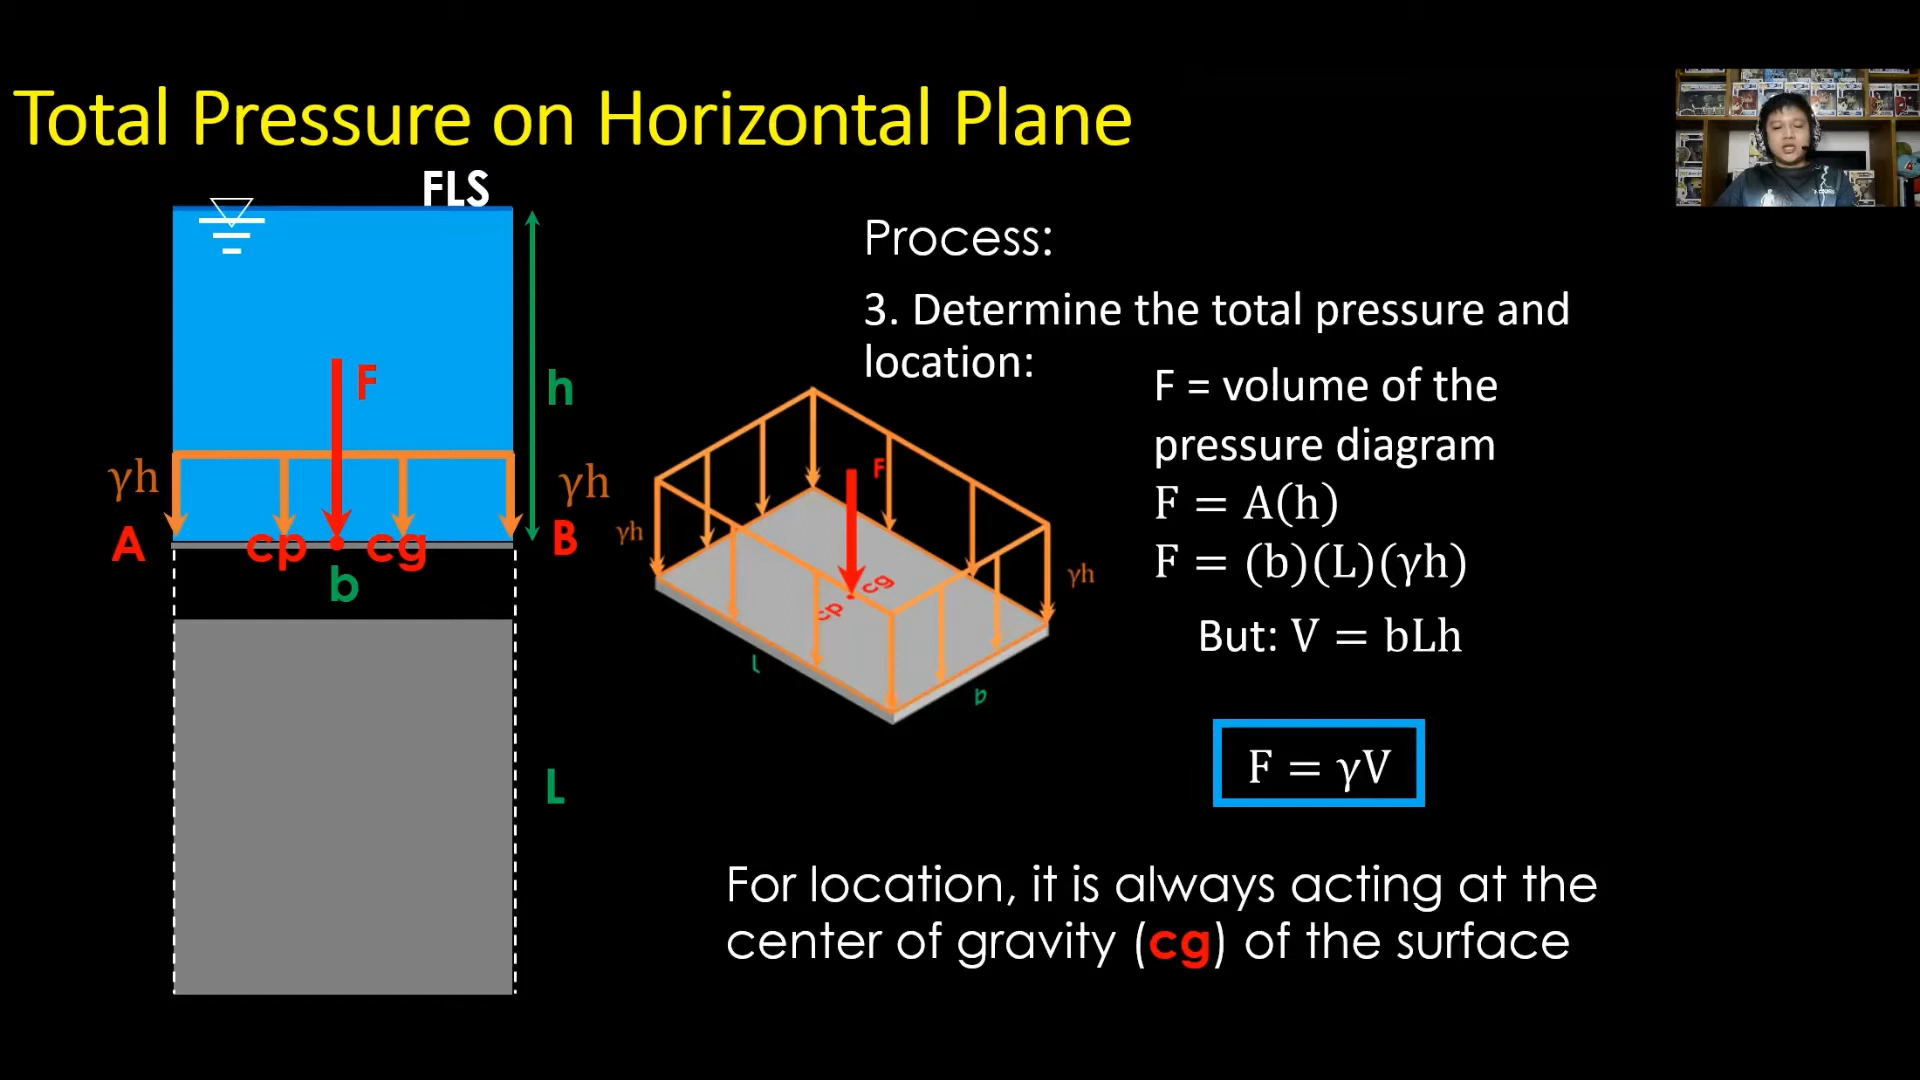 Total Pressure on Horizontal Plane
FLS
Process:
3. Determine the total pressure and
location:
F = volume of the
pressure diagram
F = A(h)
F = (b)(L)(γh)
But: V = bLh
F = γV
F
h
γh
γh
A
cp
cg
B
b
L
F
γh
γh
cg
cp
l
b
For location, it is always acting at the
center of gravity (cg) of the surface